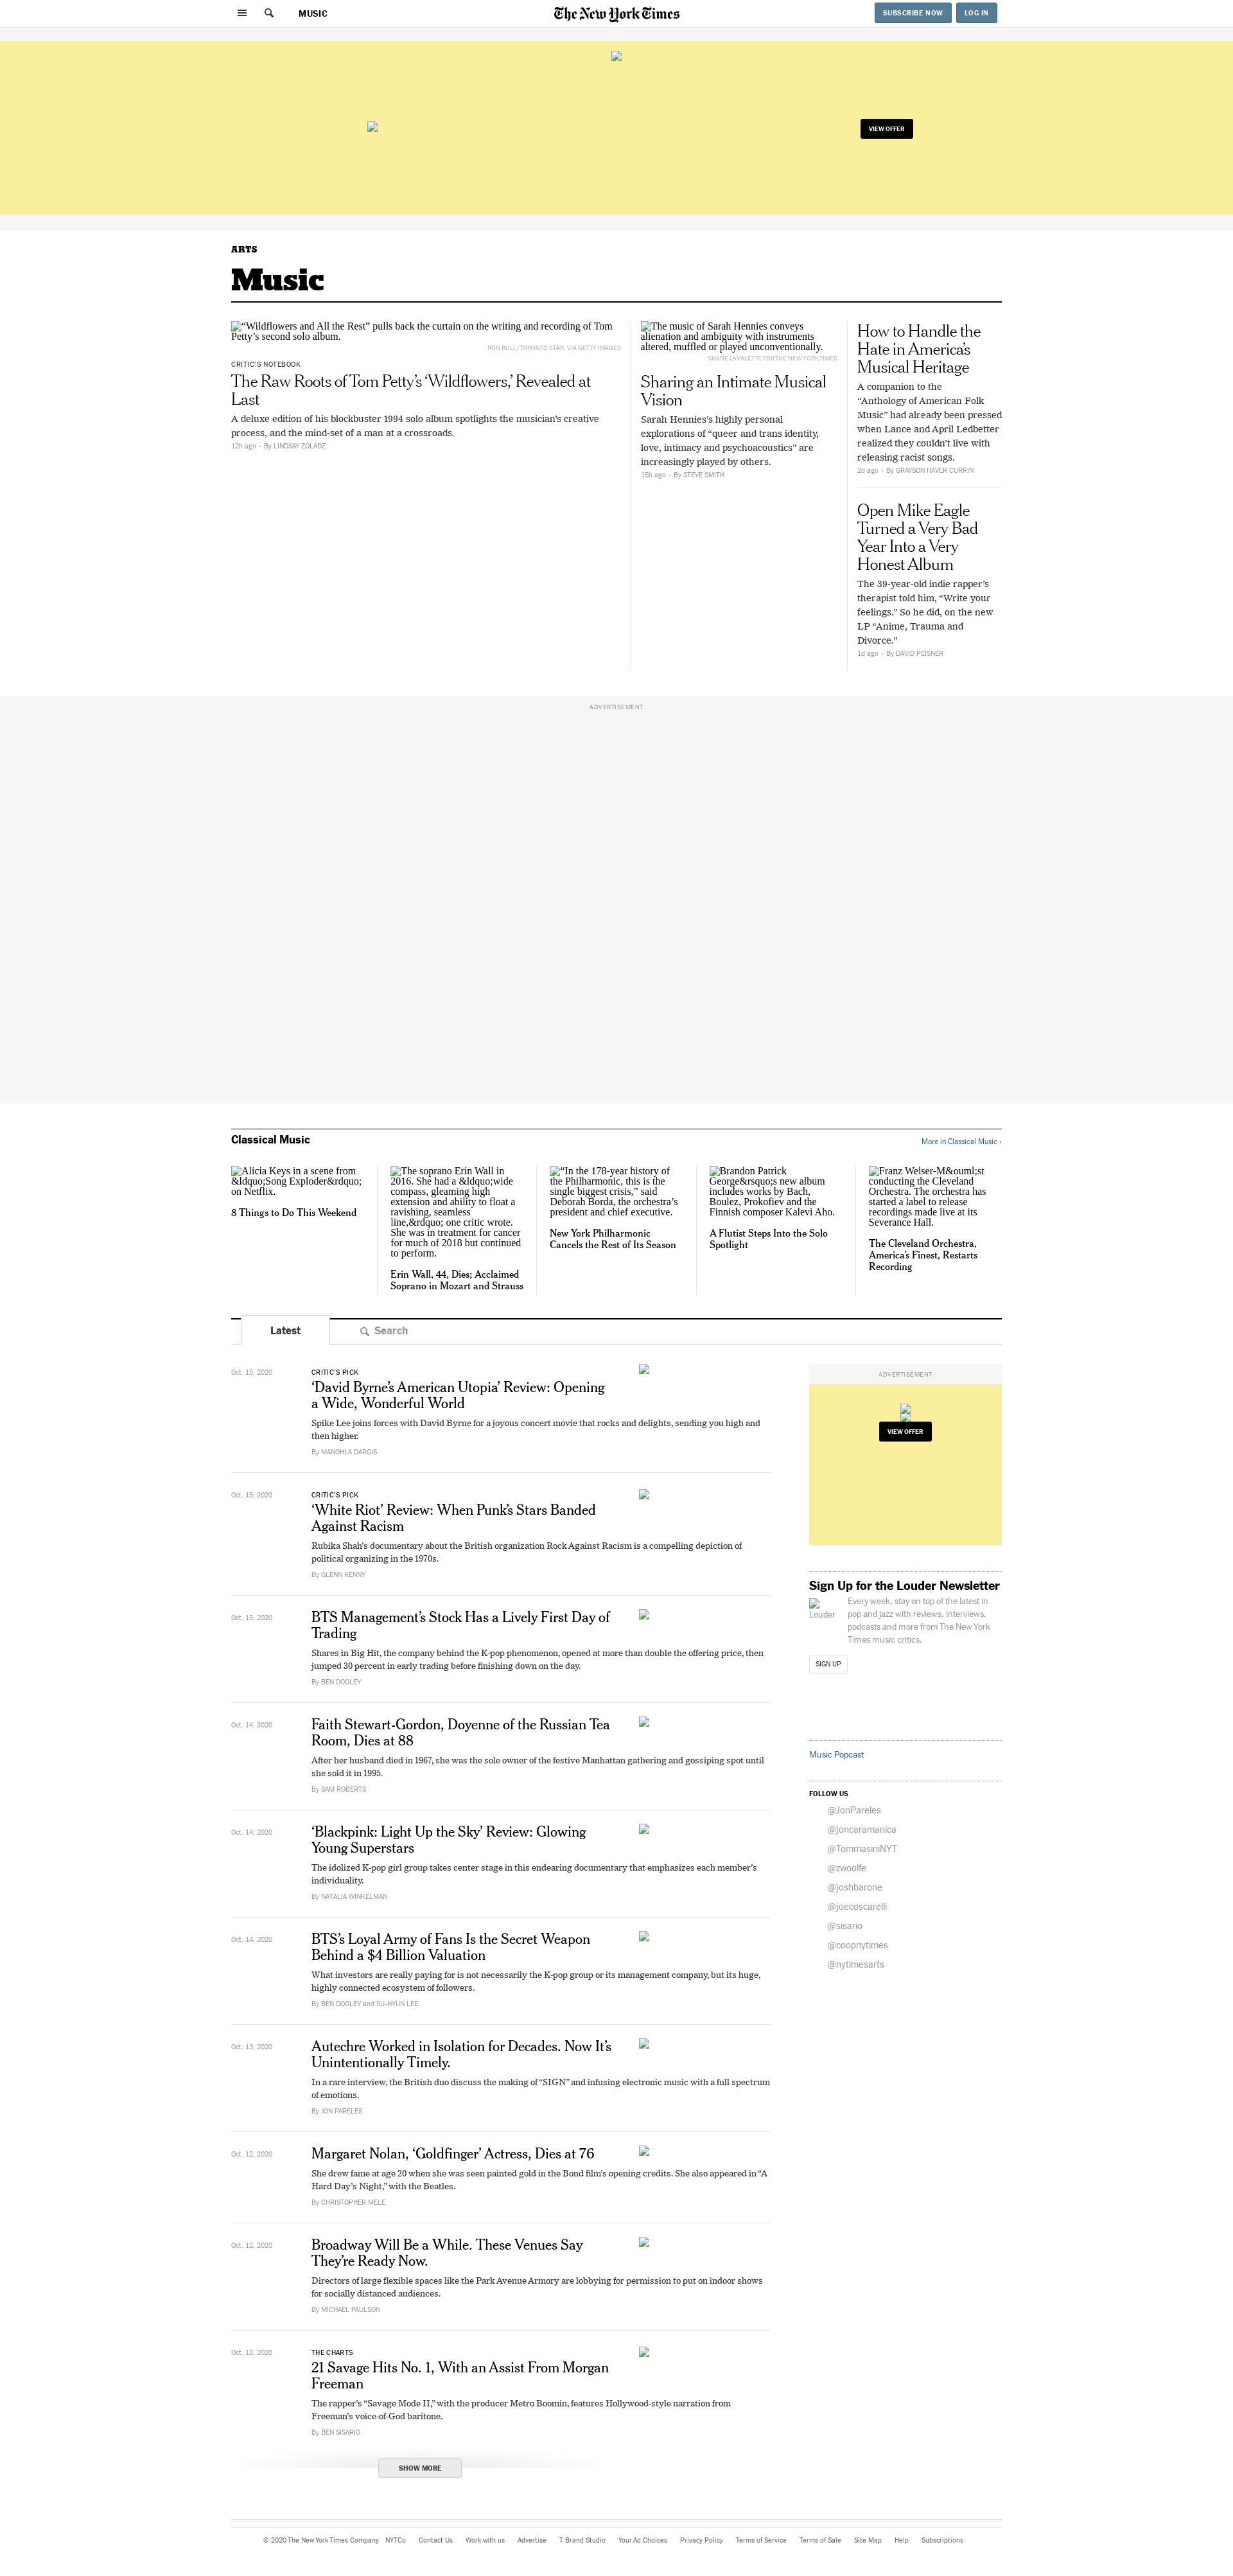 MUSIC
The New York Times
SUBSCRIBE NOW
LOG IN
VIEW OFFER
ARTS
Music
“Wildflowers and All the Rest” pulls back the curtain on the writing and recording of Tom
Petty’s second solo album.
RON BULL/TORONTO STAR, VIA GETTY IMAGES
CRITIC’S NOTEBOOK
The Raw Roots of Tom Petty’s ‘Wildflowers,’ Revealed at
Last
A deluxe edition of his blockbuster 1994 solo album spotlights the musician’s creative
process, and the mind-set of a man at a crossroads.
12h ago • By LINDSAY ZOLADZ
The music of Sarah Hennies conveys
alienation and ambiguity with instruments
altered, muffled or played unconventionally.
SHANE LAVALETTE FOR THE NEW YORK TIMES
Sharing an Intimate Musical
Vision
Sarah Hennies’s highly personal
explorations of “queer and trans identity,
love, intimacy and psychoacoustics” are
increasingly played by others.
15h ago • By STEVE SMITH
How to Handle the
Hate in America’s
Musical Heritage
A companion to the
“Anthology of American Folk
Music” had already been pressed
when Lance and April Ledbetter
realized they couldn’t live with
releasing racist songs.
2d ago • By GRAYSON HAVER CURRIN
Open Mike Eagle
Turned a Very Bad
Year Into a Very
Honest Album
The 39-year-old indie rapper’s
therapist told him, “Write your
feelings.” So he did, on the new
LP “Anime, Trauma and
Divorce.”
1d ago • By DAVID PEISNER
ADVERTISEMENT
Classical Music
More in Classical Music ›
Alicia Keys in a scene from
&ldquo;Song Exploder&rdquo;
on Netflix.
8 Things to Do This Weekend
The soprano Erin Wall in
2016. She had a &ldquo;wide
compass, gleaming high
extension and ability to float a
ravishing, seamless
line,&rdquo; one critic wrote.
She was in treatment for cancer
for much of 2018 but continued
to perform.
Erin Wall, 44, Dies; Acclaimed
Soprano in Mozart and Strauss
“In the 178-year history of
the Philharmonic, this is the
single biggest crisis,” said
Deborah Borda, the orchestra’s
president and chief executive.
New York Philharmonic
Cancels the Rest of Its Season
Brandon Patrick
George&rsquo;s new album
includes works by Bach,
Boulez, Prokofiev and the
Finnish composer Kalevi Aho.
A Flutist Steps Into the Solo
Spotlight
Franz Welser-M&ouml;st
conducting the Cleveland
Orchestra. The orchestra has
started a label to release
recordings made live at its
Severance Hall.
The Cleveland Orchestra,
America’s Finest, Restarts
Recording
Latest
Search
Oct. 15, 2020
CRITIC’S PICK
‘David Byrne’s American Utopia’ Review: Opening
a Wide, Wonderful World
Spike Lee joins forces with David Byrne for a joyous concert movie that rocks and delights, sending you high and
then higher.
By MANOHLA DARGIS
Oct. 15, 2020
CRITIC’S PICK
‘White Riot’ Review: When Punk’s Stars Banded
Against Racism
Rubika Shah’s documentary about the British organization Rock Against Racism is a compelling depiction of
political organizing in the 1970s.
By GLENN KENNY
Oct. 15, 2020
BTS Management’s Stock Has a Lively First Day of
Trading
Shares in Big Hit, the company behind the K-pop phenomenon, opened at more than double the offering price, then
jumped 30 percent in early trading before finishing down on the day.
By BEN DOOLEY
Oct. 14, 2020
Faith Stewart-Gordon, Doyenne of the Russian Tea
Room, Dies at 88
After her husband died in 1967, she was the sole owner of the festive Manhattan gathering and gossiping spot until
she sold it in 1995.
By SAM ROBERTS
Oct. 14, 2020
‘Blackpink: Light Up the Sky’ Review: Glowing
Young Superstars
The idolized K-pop girl group takes center stage in this endearing documentary that emphasizes each member’s
individuality.
By NATALIA WINKELMAN
Oct. 14, 2020
BTS’s Loyal Army of Fans Is the Secret Weapon
Behind a $4 Billion Valuation
What investors are really paying for is not necessarily the K-pop group or its management company, but its huge,
highly connected ecosystem of followers.
By BEN DOOLEY and SU-HYUN LEE
Oct. 13, 2020
Autechre Worked in Isolation for Decades. Now It’s
Unintentionally Timely.
In a rare interview, the British duo discuss the making of “SIGN” and infusing electronic music with a full spectrum
of emotions.
By JON PARELES
Oct. 12, 2020
Margaret Nolan, ‘Goldfinger’ Actress, Dies at 76
She drew fame at age 20 when she was seen painted gold in the Bond film’s opening credits. She also appeared in “A
Hard Day’s Night,” with the Beatles.
By CHRISTOPHER MELE
Oct. 12, 2020
Broadway Will Be a While. These Venues Say
They’re Ready Now.
Directors of large flexible spaces like the Park Avenue Armory are lobbying for permission to put on indoor shows
for socially distanced audiences.
By MICHAEL PAULSON
Oct. 12, 2020
THE CHARTS
21 Savage Hits No. 1, With an Assist From Morgan
Freeman
The rapper’s “Savage Mode II,” with the producer Metro Boomin, features Hollywood-style narration from
Freeman’s voice-of-God baritone.
By BEN SISARIO
SHOW MORE
ADVERTISEMENT
VIEW OFFER
Sign Up for the Louder Newsletter
Louder
Every week, stay on top of the latest in
pop and jazz with reviews, interviews,
podcasts and more from The New York
Times music critics.
SIGN UP
Music Popcast
FOLLOW US
@JonPareles
@joncaramanica
@TommasiniNYT
@zwoolfe
@joshbarone
@joecoscarelli
@sisario
@coopnytimes
@nytimesarts
© 2020 The New York Times Company NYTCo Contact Us Work with us Advertise T Brand Studio Your Ad Choices Privacy Policy Terms of Service Terms of Sale Site Map Help Subscriptions